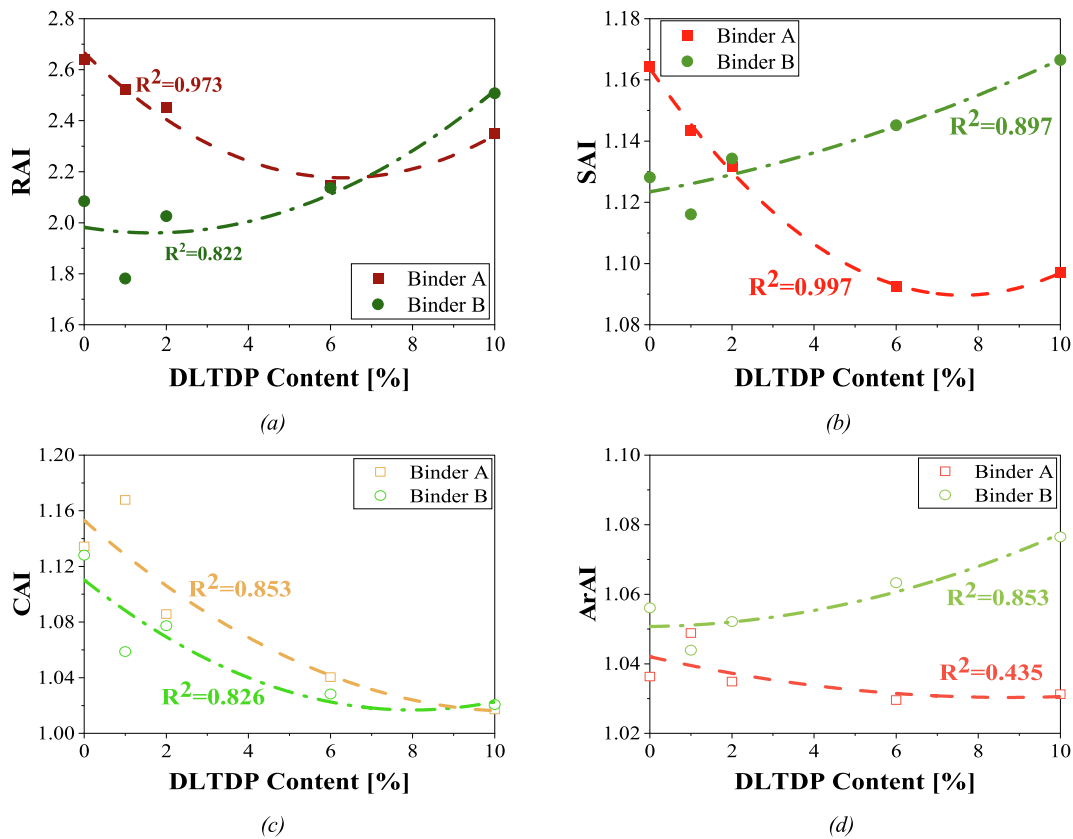 2.8
2.6
2.4
2.2
2.0
1.8
1.6
RAI
R²=0.973
R²=0.822
Binder A
Binder B
0 2 4 6 8 10
DLTDP Content [%]
(a)
1.16
1.14
1.12
1.10
1.08
SAI
Binder A
Binder B
R²=0.897
R²=0.997
0 2 4 6 8 10
DLTDP Content [%]
(b)
1.20
1.16
1.12
1.08
1.04
1.00
CAI
Binder A
Binder B
R²=0.853
R²=0.826
0 2 4 6 8 10
DLTDP Content [%]
(c)
1.10
1.08
1.06
1.04
1.02
ArAI
Binder A
Binder B
R²=0.853
R²=0.435
0 2 4 6 8 10
DLTDP Content [%]
(d)